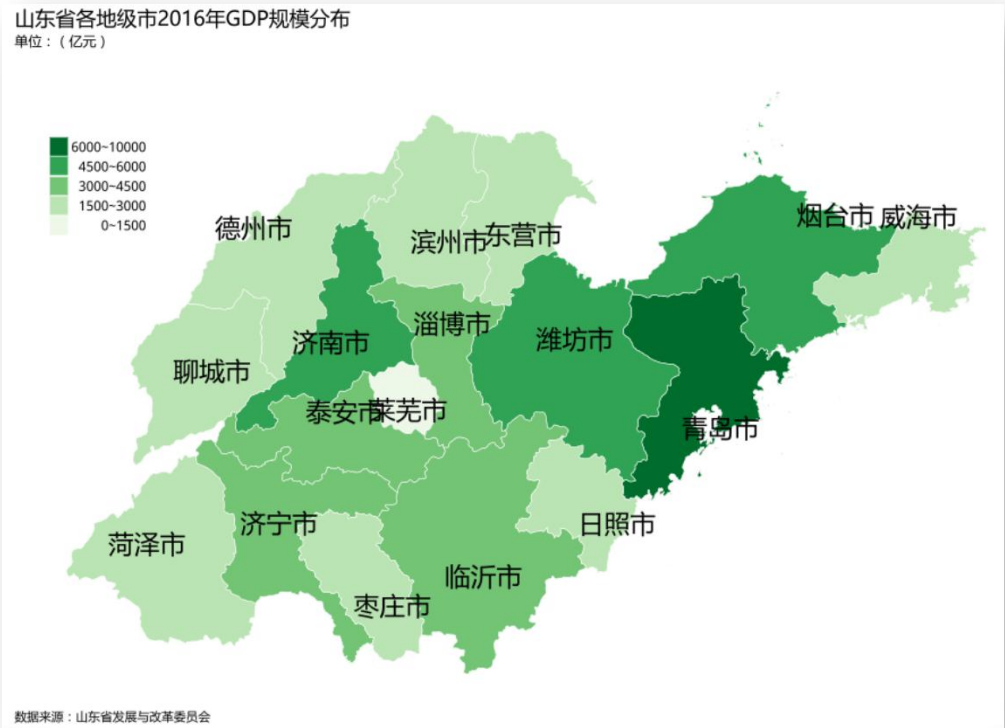 山东省各地级市2016年GDP规模分布
单位：（亿元）
6000~10000
4500~6000
3000~4500
1500~3000
0~1500
烟台市
威海市
德州市
滨州市
东营市
淄博市
济南市
潍坊市
聊城市
泰安市
莱芜市
青岛市
济宁市
日照市
菏泽市
临沂市
枣庄市
数据来源：山东省发展与改革委员会